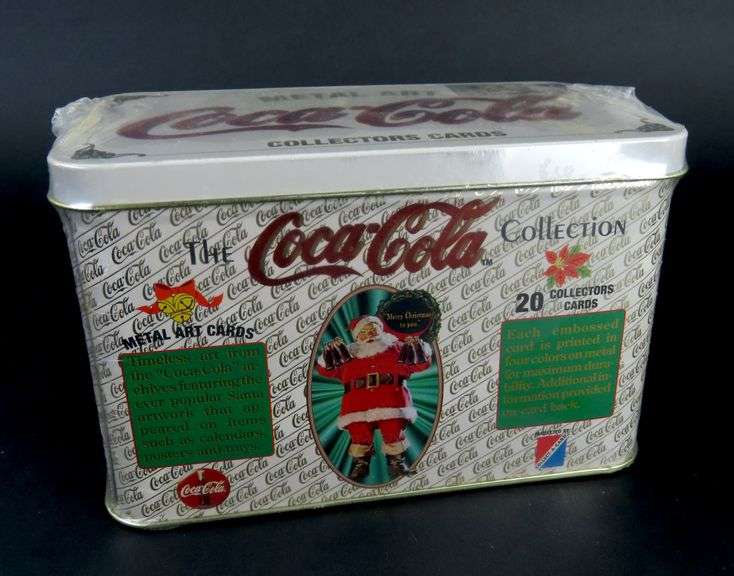 METAL ART
Coca-Cola
COLLECTORS CARDS
THE Coca-Cola™ COLLECTION
METAL ART CARDS
20 COLLECTORS
CARDS
"Merry Christmas
to you"
Timeless art from
the "Coca-Cola" ar-
chives featuring the
ever popular Santa
artwork that ap-
peared on items
such as calendars,
posters and trays.
Each embossed
card is printed in
four colors on metal
for maximum dura-
bility. Additional in-
formation provided
on card back.
Coca-Cola